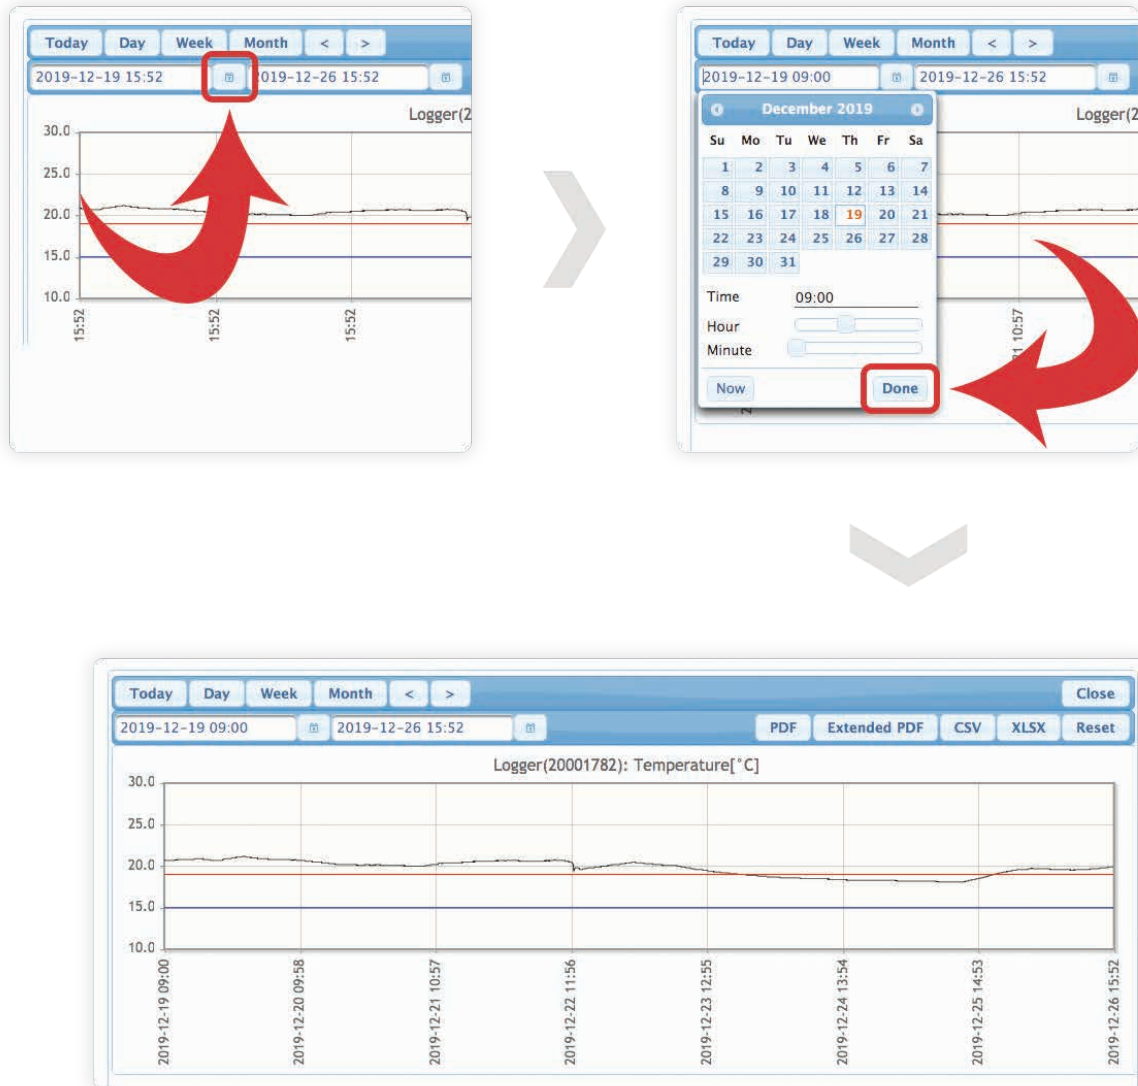 Today Day Week Month < >
2019-12-19 15:52 2019-12-26 15:52
Logger(2
30.0
25.0
20.0
15.0
10.0
15:52 15:52 15:52
Today Day Week Month < >
2019-12-19 09:00 2019-12-26 15:52
Logger(2
December 2019
Su Mo Tu We Th Fr Sa
1 2 3 4 5 6 7
8 9 10 11 12 13 14
15 16 17 18 19 20 21
22 23 24 25 26 27 28
29 30 31
Time 09:00
Hour
Minute
Now Done
10:57
Today Day Week Month < > Close
2019-12-19 09:00 2019-12-26 15:52 PDF Extended PDF CSV XLSX Reset
Logger(20001782): Temperature[°C]
30.0
25.0
20.0
15.0
10.0
2019-12-19 09:00
2019-12-20 09:58
2019-12-21 10:57
2019-12-22 11:56
2019-12-23 12:55
2019-12-24 13:54
2019-12-25 14:53
2019-12-26 15:52